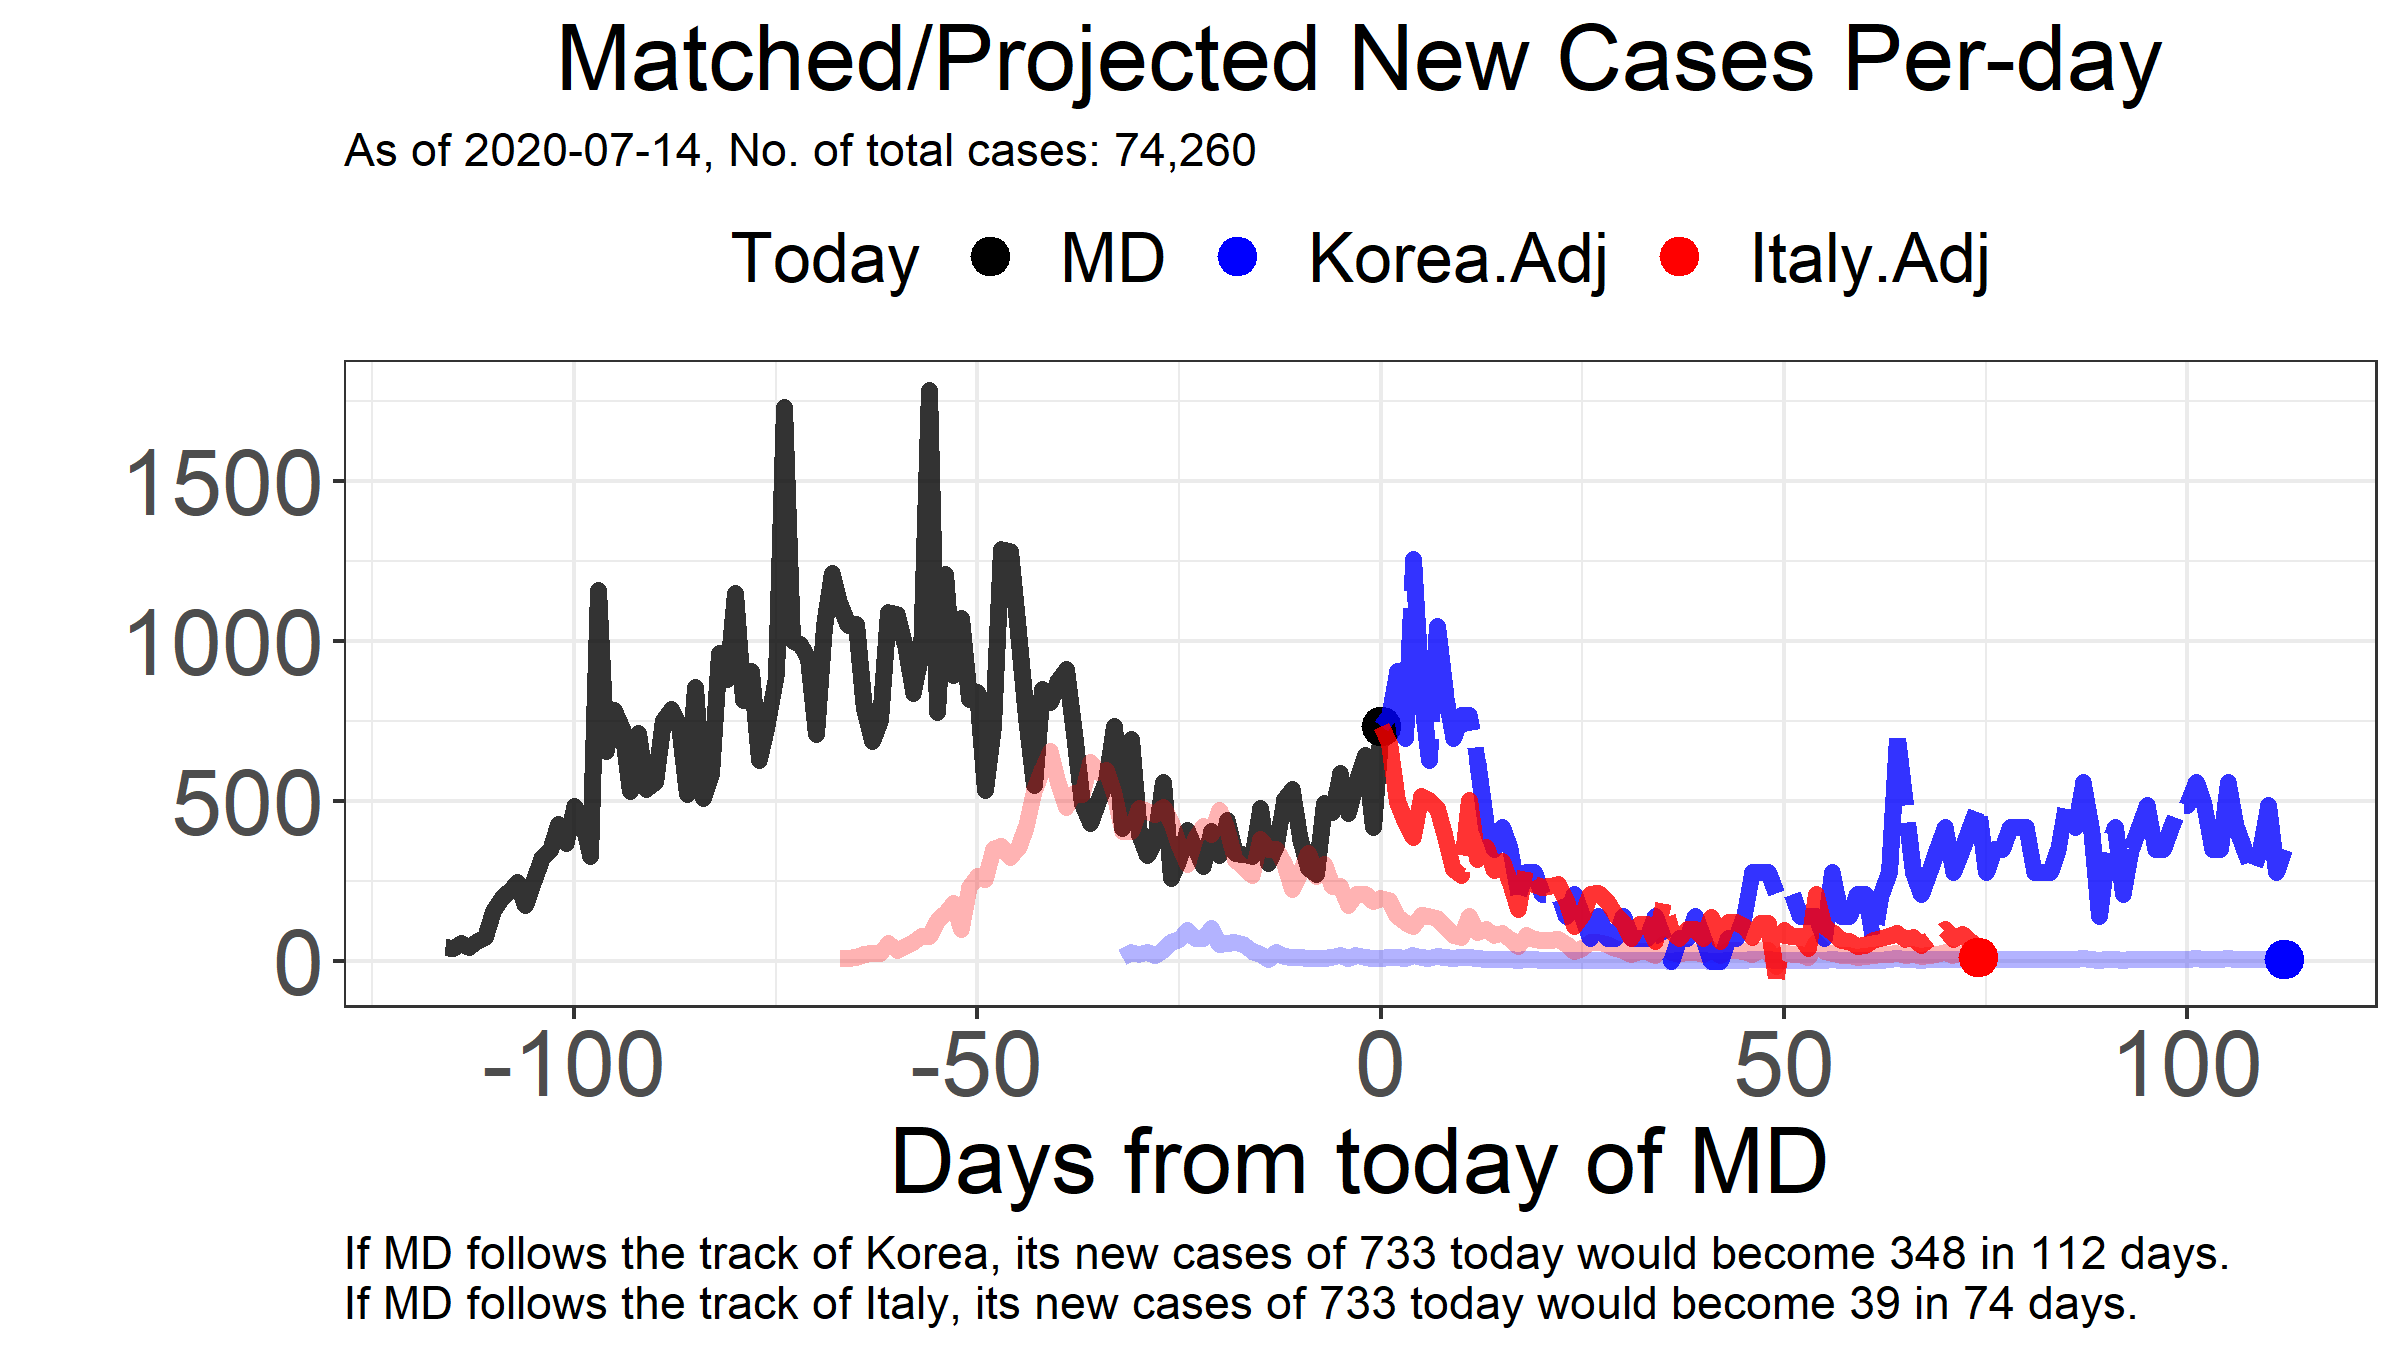 Matched/Projected New Cases Per-day
As of 2020-07-14, No. of total cases: 74,260
Today MD Korea.Adj Italy.Adj
1500
1000
500
0
-100 -50 0 50 100
Days from today of MD
If MD follows the track of Korea, its new cases of 733 today would become 348 in 112 days.
If MD follows the track of Italy, its new cases of 733 today would become 39 in 74 days.